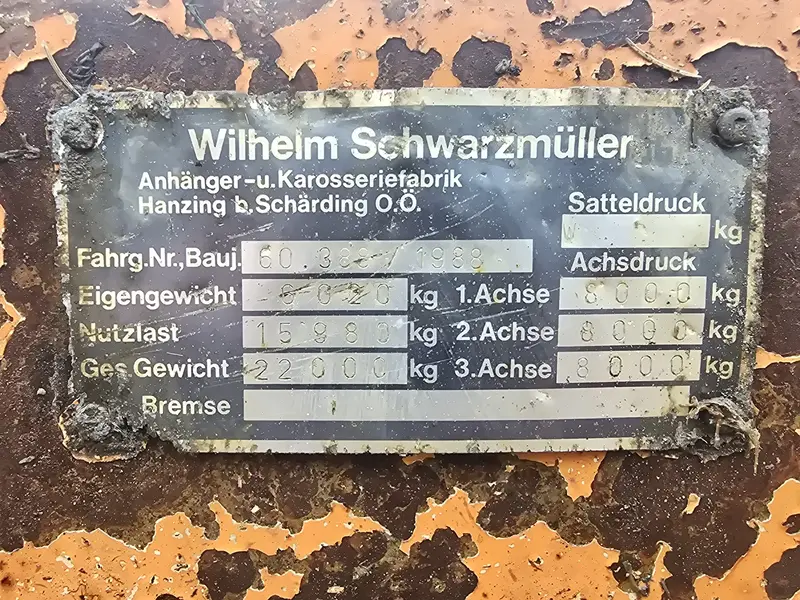 Wilhelm Schwarzmüller
Anhänger-u.Karosseriefabrik
Hanzing b.Schärding O.Ö.
Satteldruck
kg
Fahrg.Nr.,Bauj. 1988
Achsdruck
Eigengewicht 6020 kg 1.Achse 8000 kg
Nutzlast 15980 kg 2.Achse 8000 kg
Ges Gewicht 22000 kg 3.Achse 8000 kg
Bremse